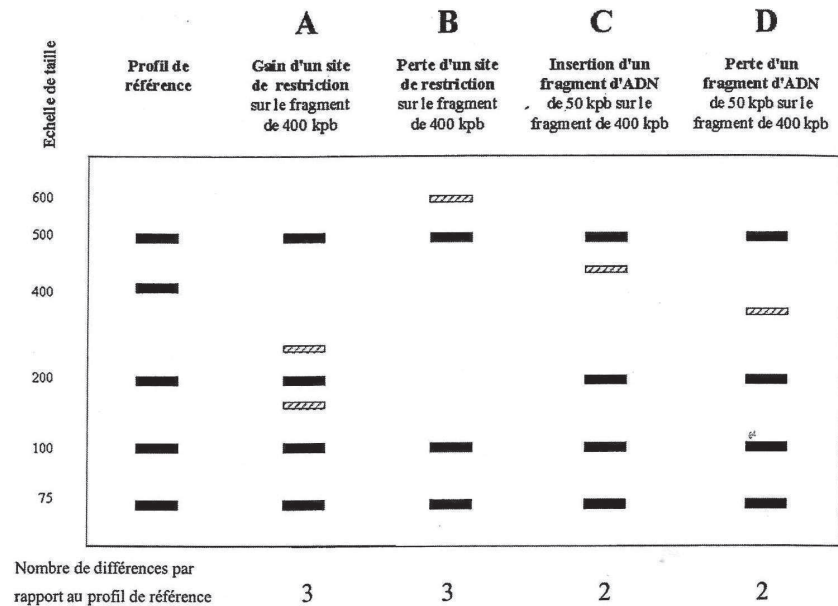 Echelle de taille
Profil de
référence
A
Gain d'un site
de restriction
sur le fragment
de 400 kpb
B
Perte d'un site
de restriction
sur le fragment
de 400 kpb
C
Insertion d'un
fragment d'ADN
de 50 kpb sur le
fragment de 400 kpb
D
Perte d'un
fragment d'ADN
de 50 kpb sur le
fragment de 400 kpb
600
500
400
200
100
75
Nombre de différences par
rapport au profil de référence
3
3
2
2